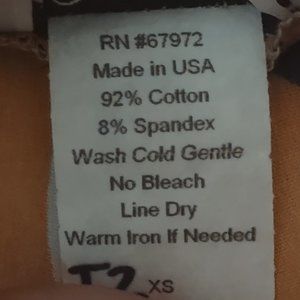 RN #67972
Made in USA
92% Cotton
8% Spandex
Wash Cold Gentle
No Bleach
Line Dry
Warm Iron If Needed
XS